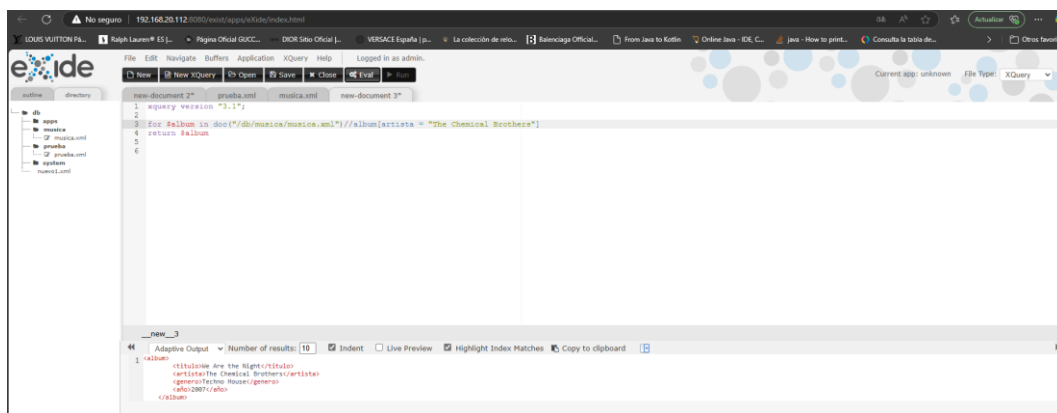 No seguro | 192.168.20.112:8080/exist/apps/eXide/index.html
Actualizar
LOUIS VUITTON Pá... Ralph Lauren® ES |... Página Oficial GUCC... DIOR Sitio Oficial |... VERSACE España | p... La colección de relo... Balenciaga Official... From Java to Kotlin Online Java - IDE, C... java - How to print... Consulta la tabla de... Otros favori
eXide
File Edit Navigate Buffers Application XQuery Help Logged in as admin.
New New XQuery Open Save Close Eval Run
Current app: unknown File Type: XQuery
outline directory
new-document 2* prueba.xml musica.xml new-document 3*
db
apps
musica
musica.xml
prueba
prueba.xml
system
nuevo1.xml
1 xquery version "3.1";
2
3 for $album in doc("/db/musica/musica.xml")//album[artista = "The Chemical Brothers"]
4 return $album
5
6
__new__3
Adaptive Output Number of results: 10 Indent Live Preview Highlight Index Matches Copy to clipboard
1 <album>
<titulo>We Are the Night</titulo>
<artista>The Chemical Brothers</artista>
<genero>Techno House</genero>
<año>2007</año>
</album>